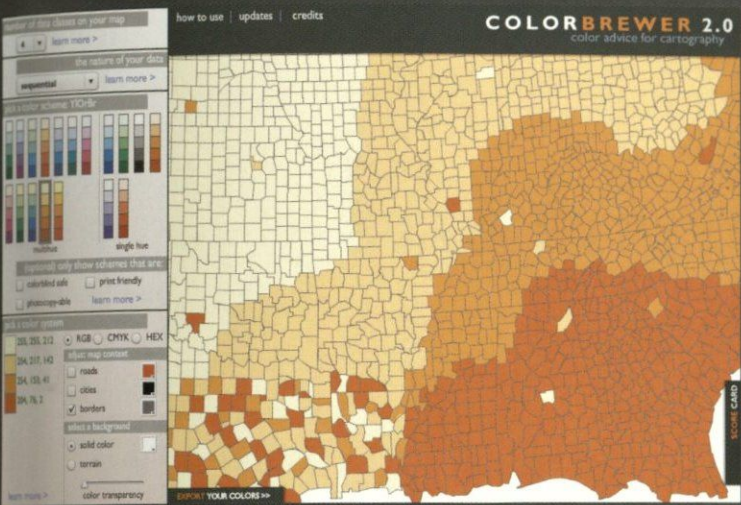 how to use
updates
credits
COLORBREWER 2.0
color advice for cartography
number of data classes on your map
4
learn more >
the nature of your data
sequential
learn more >
pick a color scheme: YlOrBr
multihue
single hue
(optional) only show schemes that are:
colorblind safe
print friendly
photocopy-able
learn more >
pick a color system
255, 255, 212
254, 217, 142
254, 153, 41
204, 76, 2
RGB
CMYK
HEX
adjust map context
roads
cities
borders
select a background
solid color
terrain
color transparency
learn more >
EXPORT YOUR COLORS >>
SCORE CARD